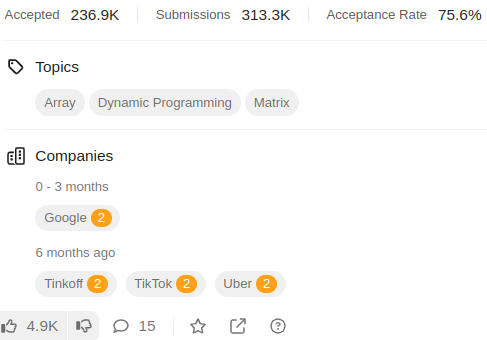 Accepted 236.9K Submissions 313.3K Acceptance Rate 75.6%
Topics
Array Dynamic Programming Matrix
Companies
0 - 3 months
Google 2
6 months ago
Tinkoff 2 TikTok 2 Uber 2
4.9K 15